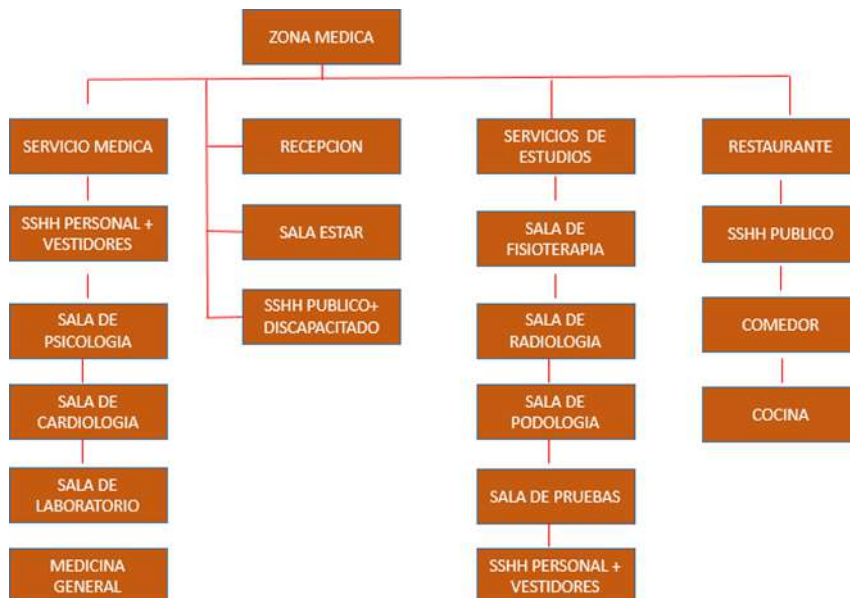 ZONA MEDICA
SERVICIO MEDICA
SSHH PERSONAL +
VESTIDORES
SALA DE
PSICOLOGIA
SALA DE
CARDIOLOGIA
SALA DE
LABORATORIO
MEDICINA
GENERAL
RECEPCION
SALA ESTAR
SSHH PUBLICO+
DISCAPACITADO
SERVICIOS DE
ESTUDIOS
SALA DE
FISIOTERAPIA
SALA DE
RADIOLOGIA
SALA DE
PODOLOGIA
SALA DE PRUEBAS
SSHH PERSONAL +
VESTIDORES
RESTAURANTE
SSHH PUBLICO
COMEDOR
COCINA